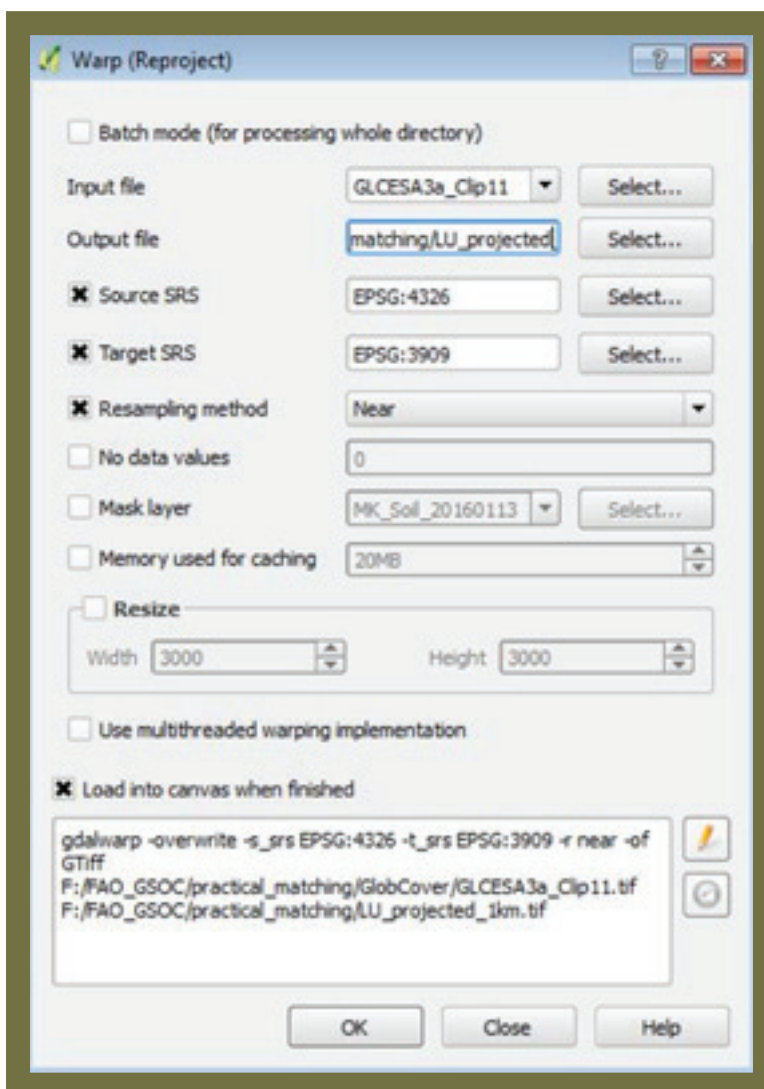 Warp (Reproject)
Batch mode (for processing whole directory)
Input file GLCESA3a_Clip11 Select...
Output file matching/LU_projected Select...
Source SRS EPSG:4326 Select...
Target SRS EPSG:3909 Select...
Resampling method Near
No data values 0
Mask layer MK_Soil_20160113 Select...
Memory used for caching 20MB
Resize
Width 3000 Height 3000
Use multithreaded warping implementation
Load into canvas when finished
gdalwarp -overwrite -s_srs EPSG:4326 -t_srs EPSG:3909 -r near -of
GTiff
F:/FAO_GSOC/practical_matching/GlobCover/GLCESA3a_Clip11.tif
F:/FAO_GSOC/practical_matching/LU_projected_1km.tif
OK Close Help